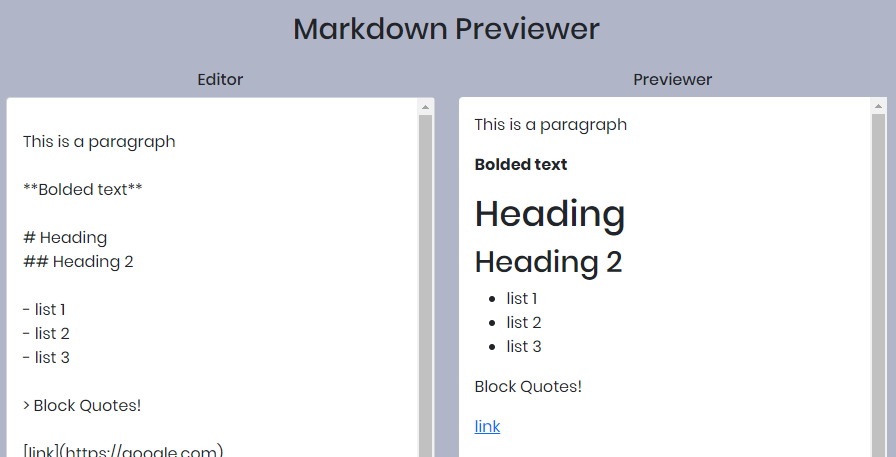 Markdown Previewer
Editor
This is a paragraph
**Bolded text**
# Heading
## Heading 2
- list 1
- list 2
- list 3
> Block Quotes!
[link](https://google.com)
Previewer
This is a paragraph
Bolded text
Heading
Heading 2
• list 1
• list 2
• list 3
Block Quotes!
link